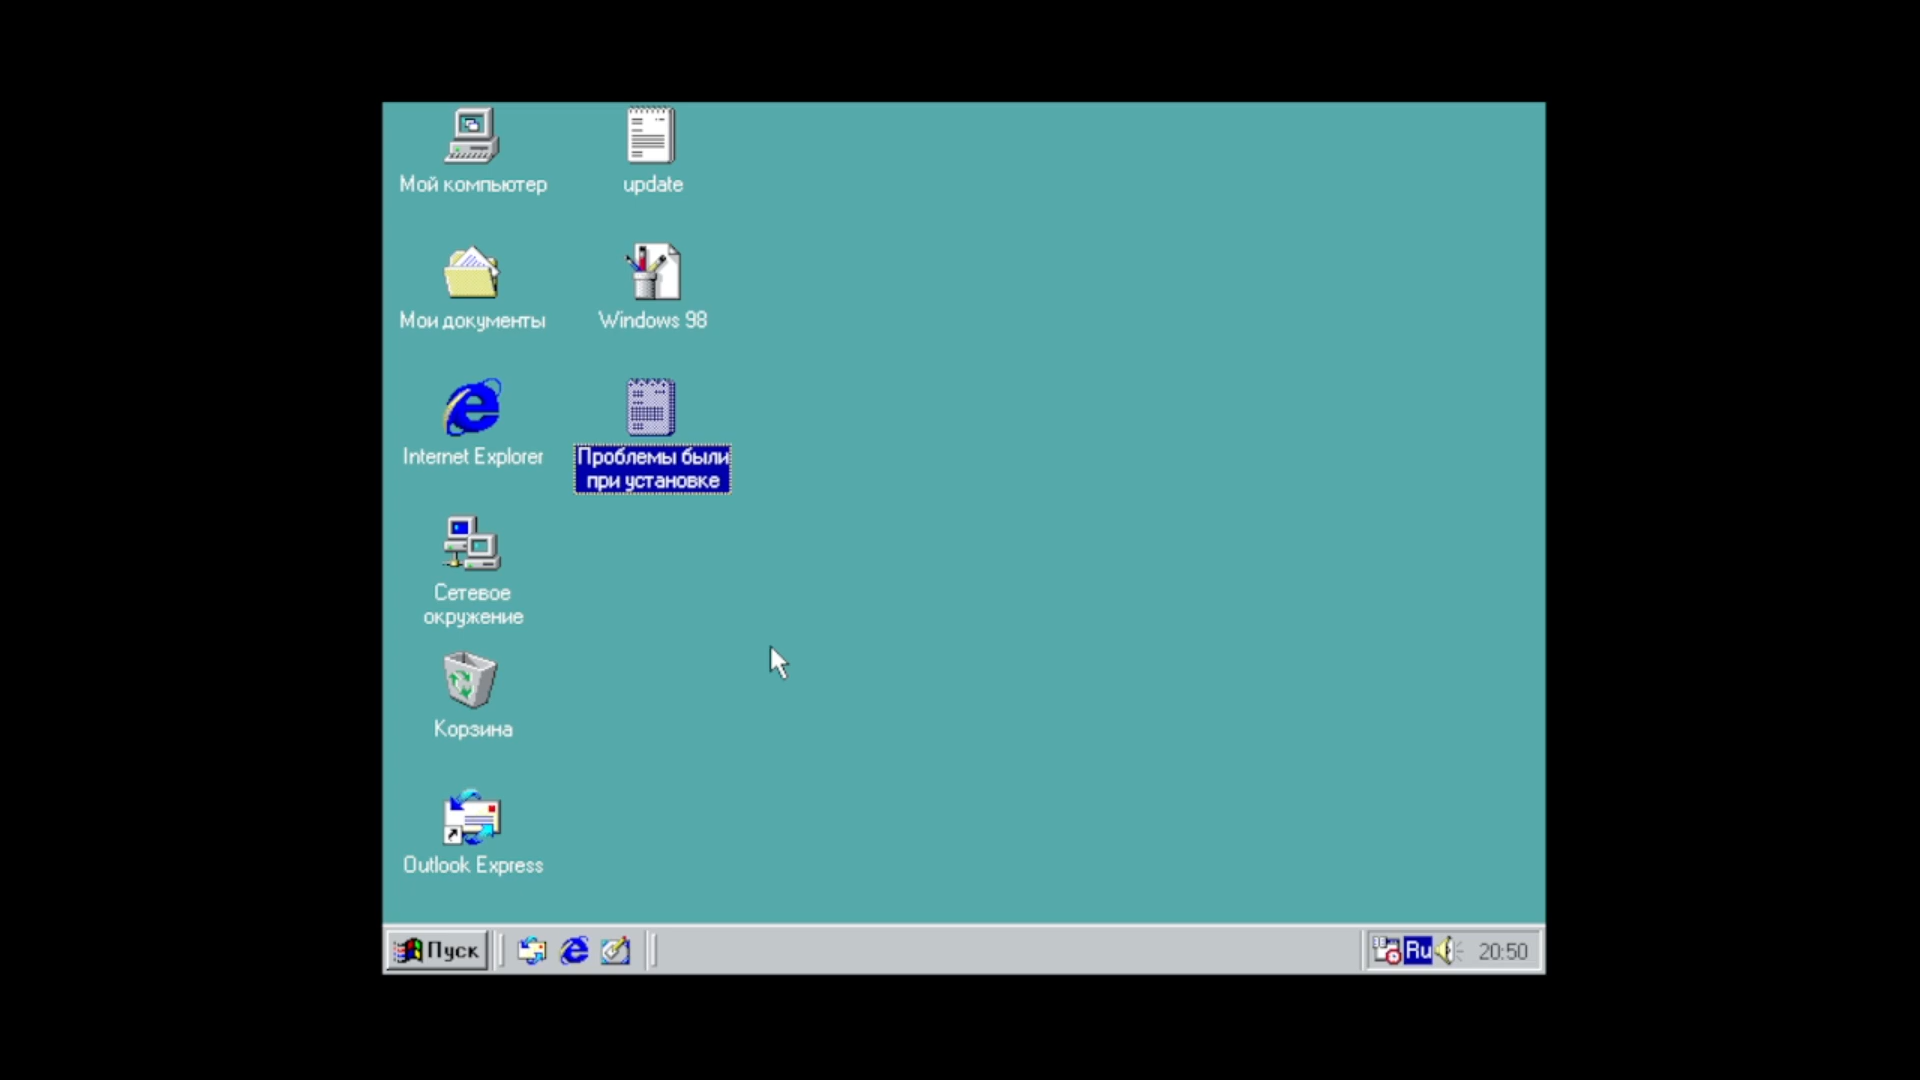 Мой компьютер
update
Мои документы
Windows 98
Internet Explorer
Проблемы были
при установке
Сетевое
окружение
Корзина
Outlook Express
Пуск
Ru
20:50